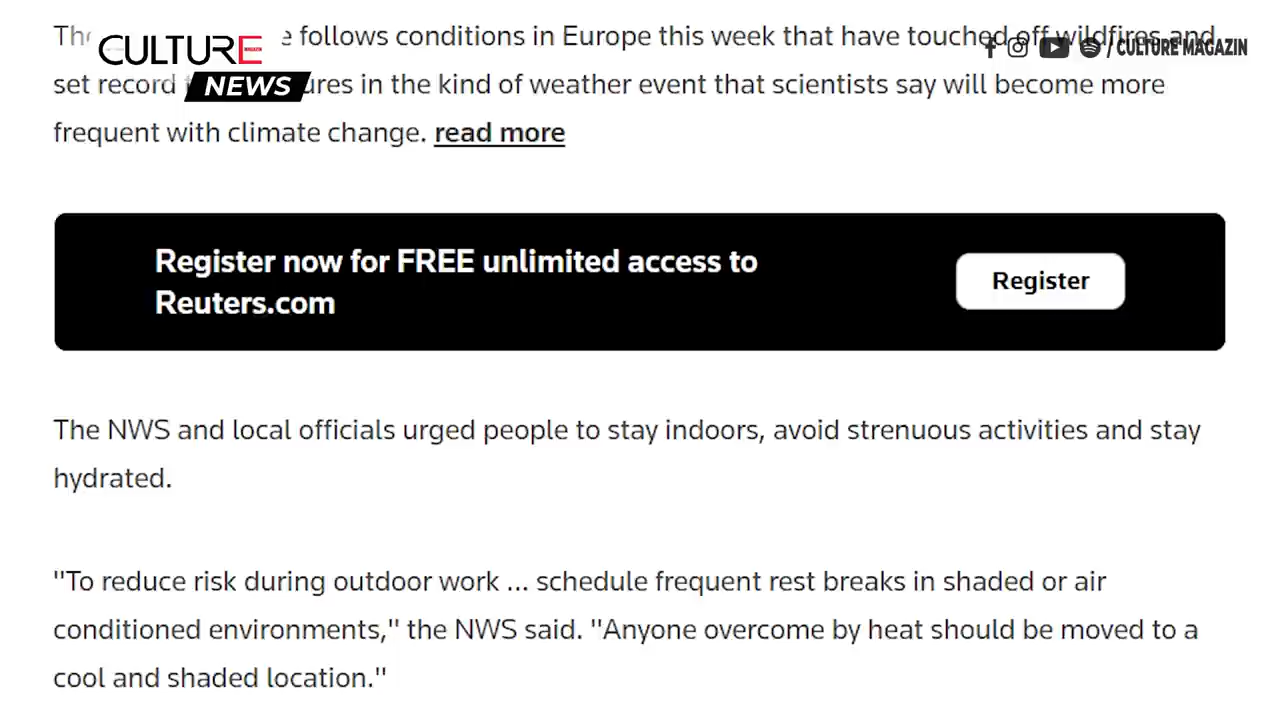 CULTURE
NEWS
/ CULTURE MAGAZIN
follows conditions in Europe this week that have touched off wildfires and
set record in the kind of weather event that scientists say will become more
frequent with climate change. read more
Register now for FREE unlimited access to
Reuters.com
Register
The NWS and local officials urged people to stay indoors, avoid strenuous activities and stay
hydrated.
"To reduce risk during outdoor work ... schedule frequent rest breaks in shaded or air
conditioned environments," the NWS said. "Anyone overcome by heat should be moved to a
cool and shaded location."